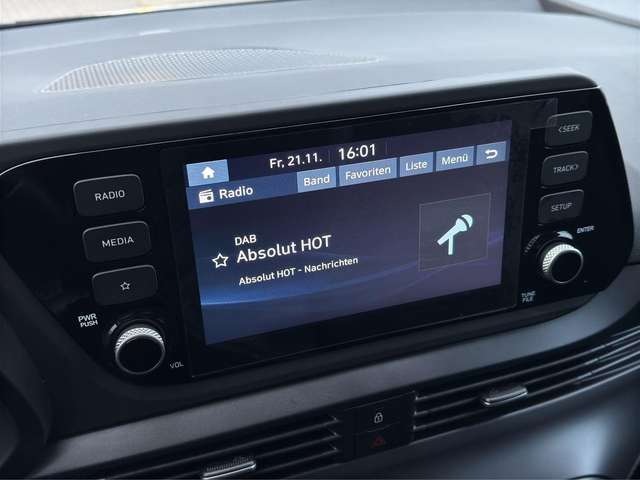 RADIO
MEDIA
PWR
PUSH
VOL
Fr. 21.11. 16:01
Radio
Band Favoriten Liste Menü
DAB
Absolut HOT
Absolut HOT - Nachrichten
<SEEK
TRACK>
SETUP
ENTER
TUNE
FILE